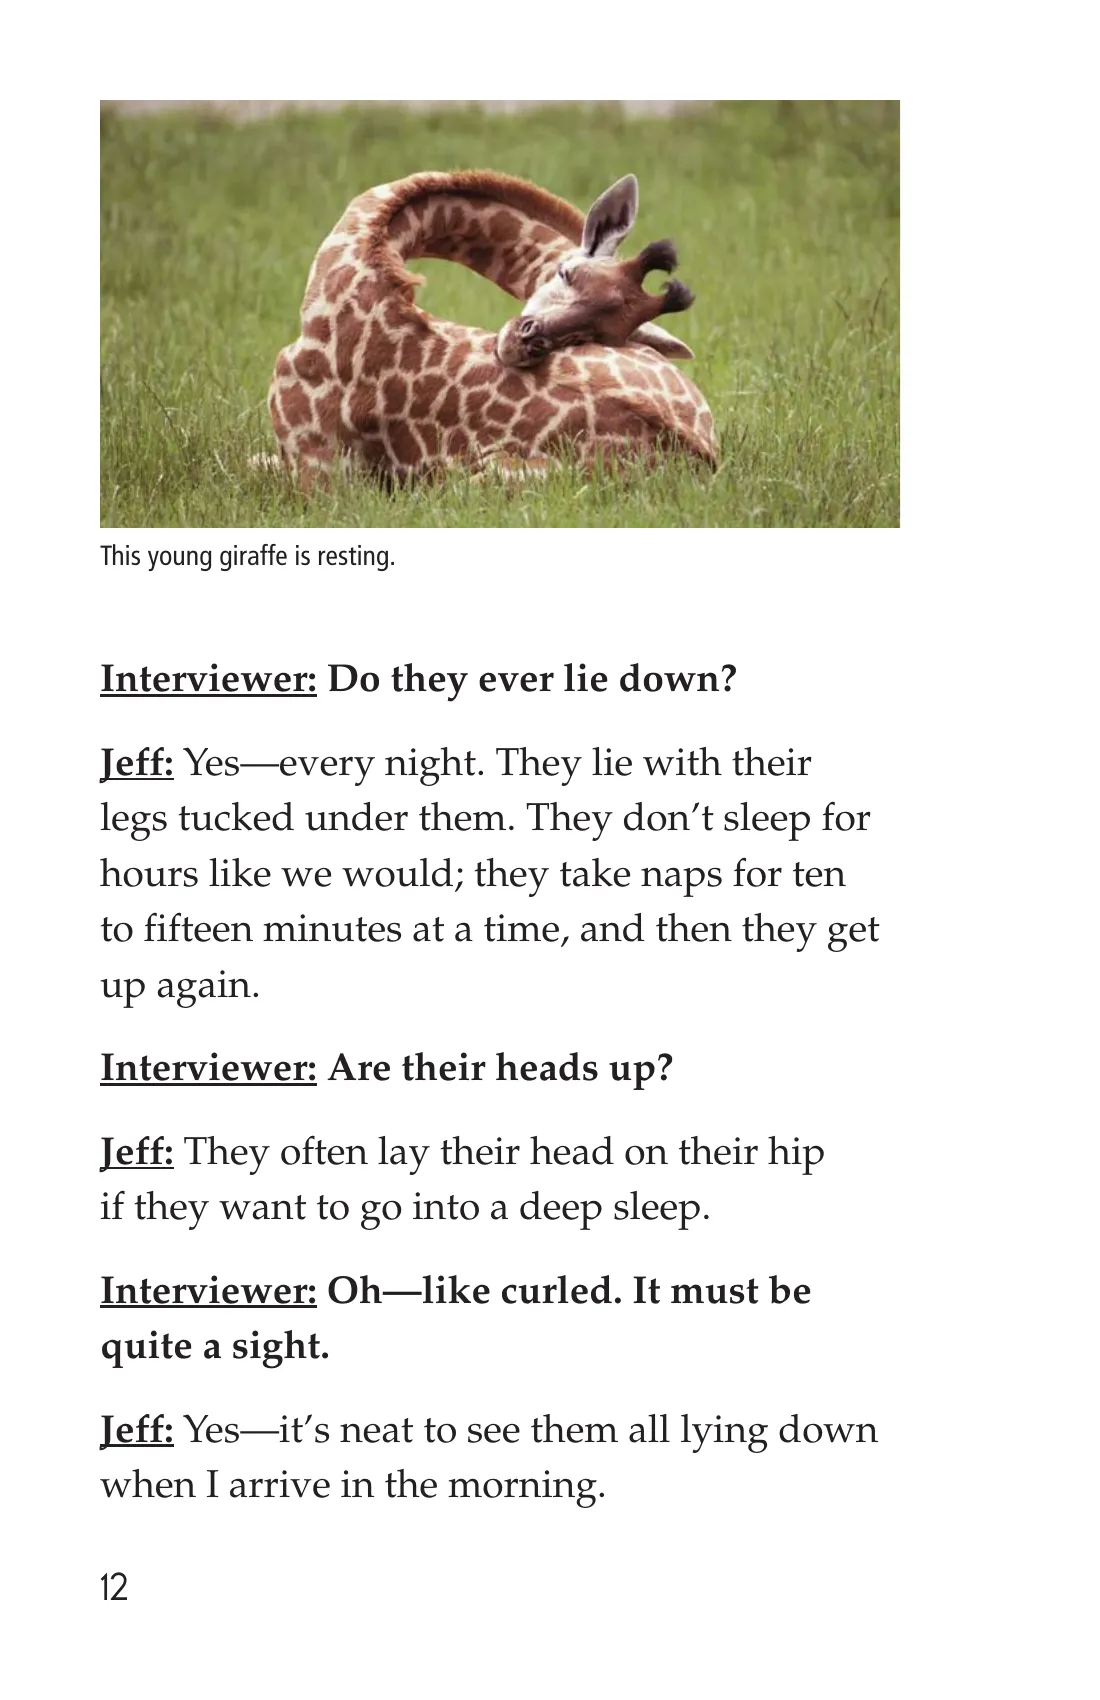 This young giraffe is resting.
Interviewer: Do they ever lie down?
Jeff: Yes—every night. They lie with their
legs tucked under them. They don’t sleep for
hours like we would; they take naps for ten
to fifteen minutes at a time, and then they get
up again.
Interviewer: Are their heads up?
Jeff: They often lay their head on their hip
if they want to go into a deep sleep.
Interviewer: Oh—like curled. It must be
quite a sight.
Jeff: Yes—it’s neat to see them all lying down
when I arrive in the morning.
12